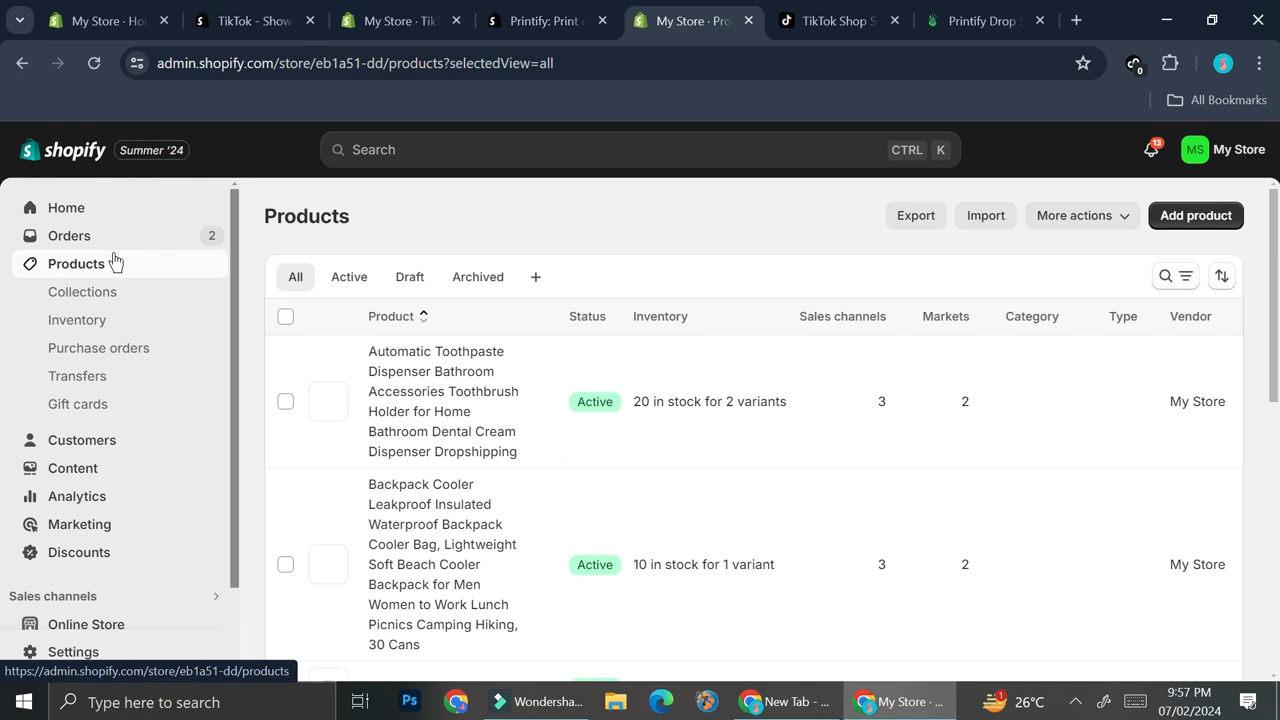 My Store · Ho
TikTok - Show
My Store · Tik
Printify: Print o
My Store · Pro
TikTok Shop S
Printify Drop S
admin.shopify.com/store/eb1a51-dd/products?selectedView=all
0
All Bookmarks
shopify
Summer '24
Search
CTRL K
13
MS
My Store
Home
Orders 2
Products
Collections
Inventory
Purchase orders
Transfers
Gift cards
Customers
Content
Analytics
Marketing
Discounts
Sales channels
Online Store
Settings
https://admin.shopify.com/store/eb1a51-dd/products
Products
Export
Import
More actions
Add product
All
Active
Draft
Archived
Product
Status
Inventory
Sales channels
Markets
Category
Type
Vendor
Automatic Toothpaste
Dispenser Bathroom
Accessories Toothbrush
Holder for Home
Bathroom Dental Cream
Dispenser Dropshipping
Active
20 in stock for 2 variants
3
2
My Store
Backpack Cooler
Leakproof Insulated
Waterproof Backpack
Cooler Bag, Lightweight
Soft Beach Cooler
Backpack for Men
Women to Work Lunch
Picnics Camping Hiking,
30 Cans
Active
10 in stock for 1 variant
3
2
My Store
Type here to search
Ps
Wondersha...
New Tab - ...
My Store · ...
1
26°C
9:57 PM
07/02/2024